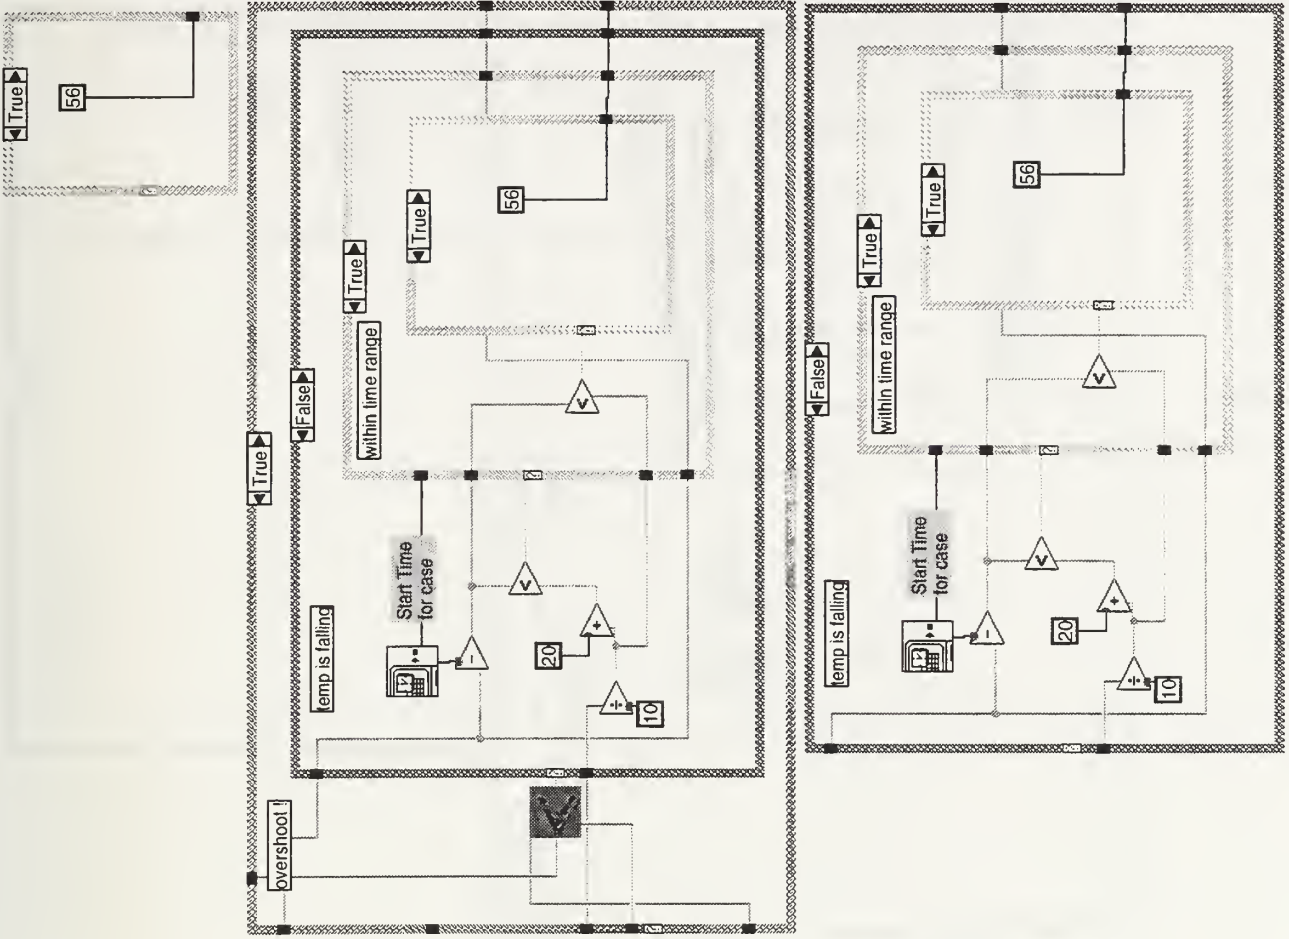 True
56
True
overshoot !
False
temp is falling
True
within time range
Start Time
for case
True
56
20
10
False
temp is falling
True
within time range
Start Time
for case
True
56
20
10